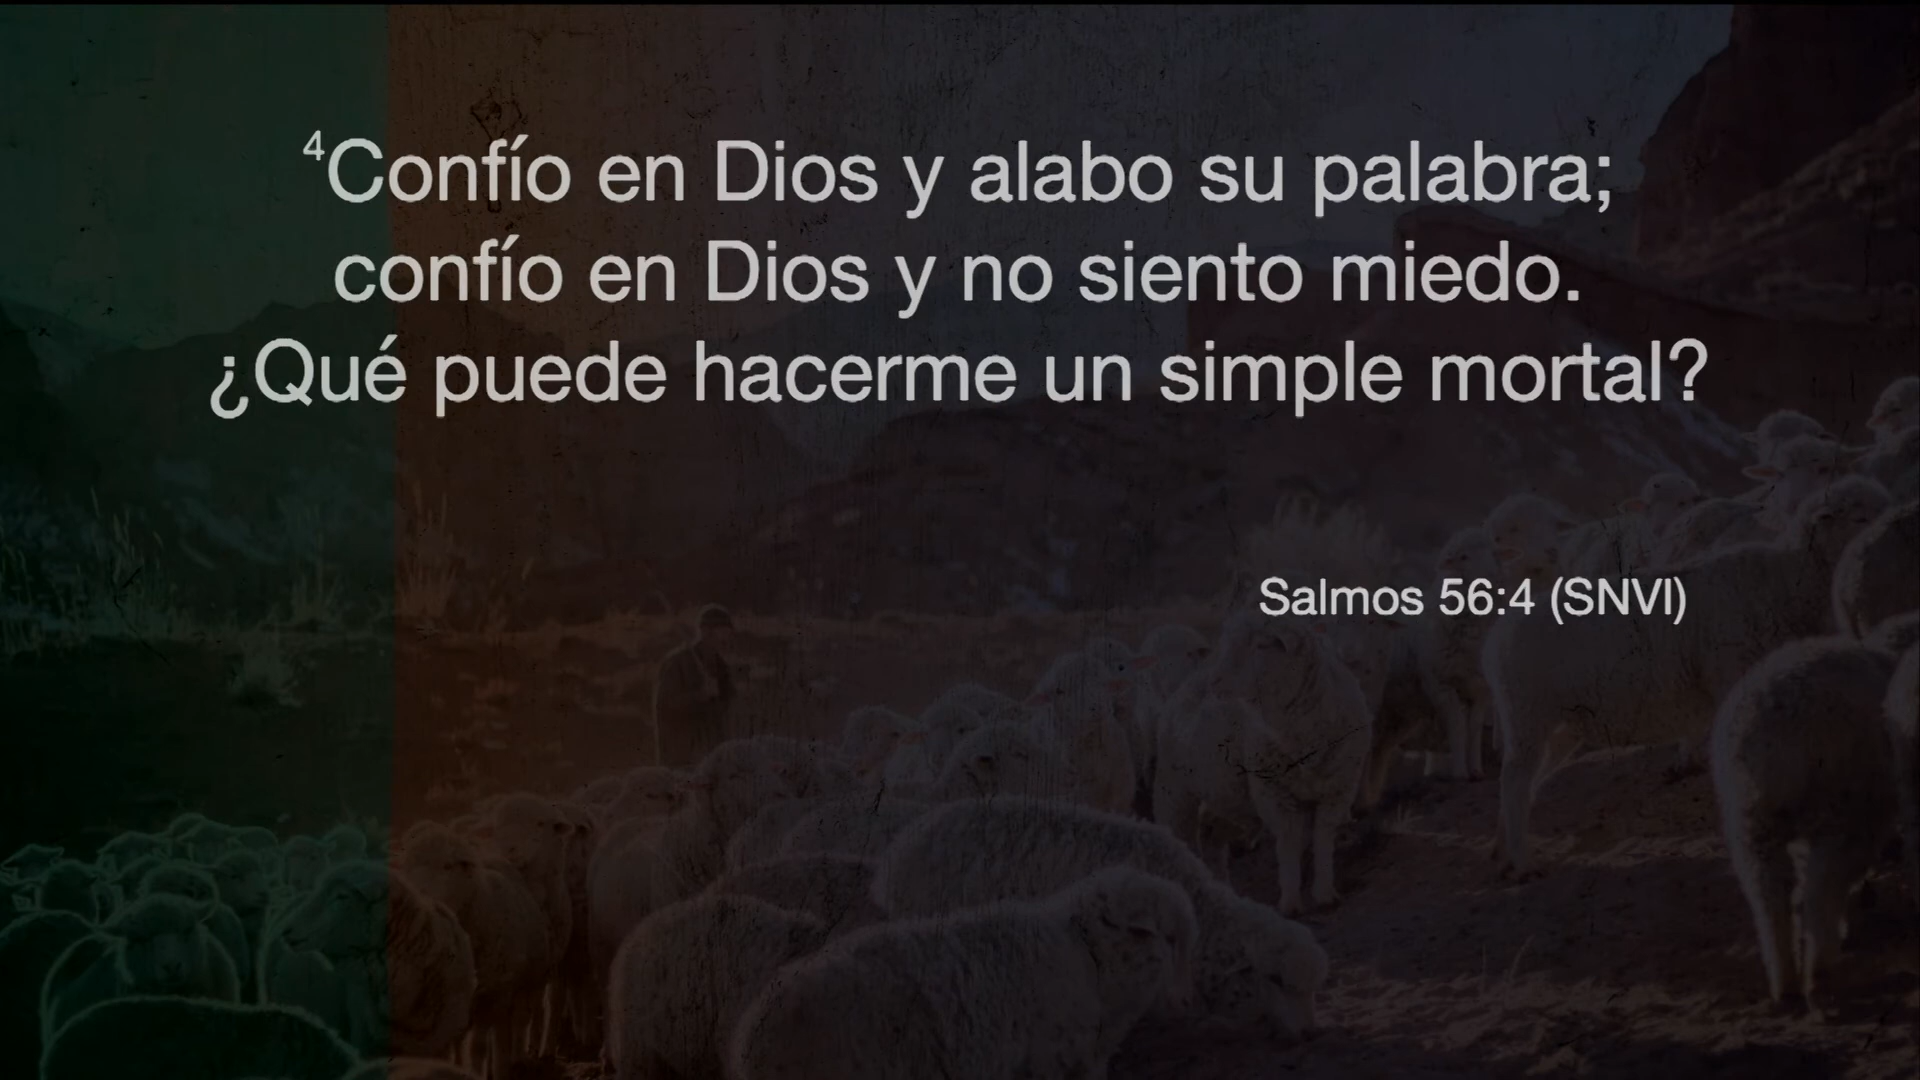 ⁴Confío en Dios y alabo su palabra;
confío en Dios y no siento miedo.
¿Qué puede hacerme un simple mortal?
Salmos 56:4 (SNVI)